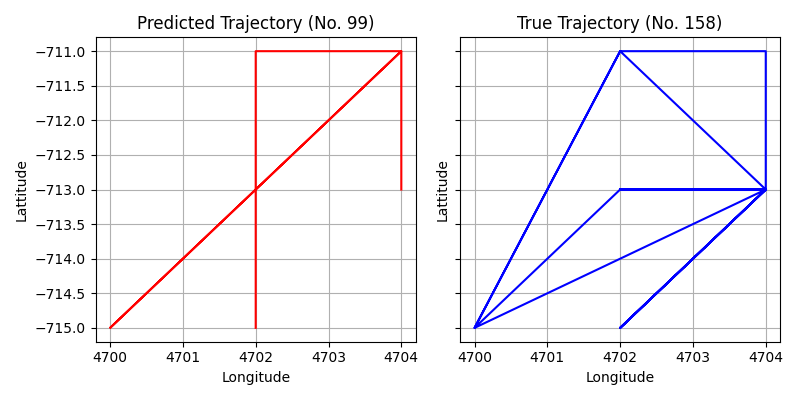 Predicted Trajectory (No. 99)
True Trajectory (No. 158)
−711.0
−711.5
−712.0
−712.5
−713.0
−713.5
−714.0
−714.5
−715.0
Lattitude
Lattitude
4700 4701 4702 4703 4704
4700 4701 4702 4703 4704
Longitude
Longitude